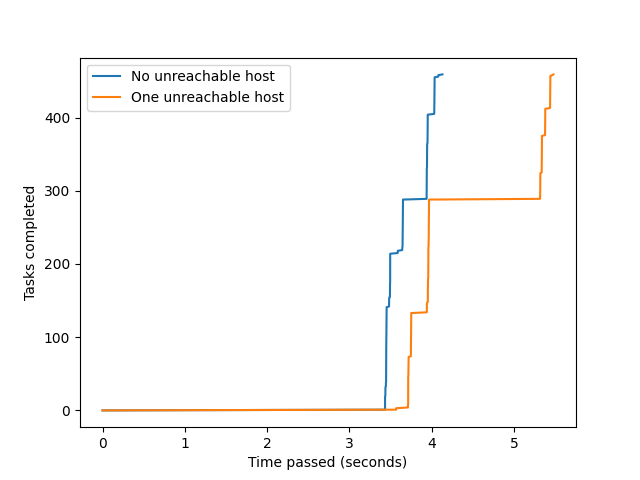 No unreachable host
One unreachable host
400
300
200
100
0
Tasks completed
0 1 2 3 4 5
Time passed (seconds)